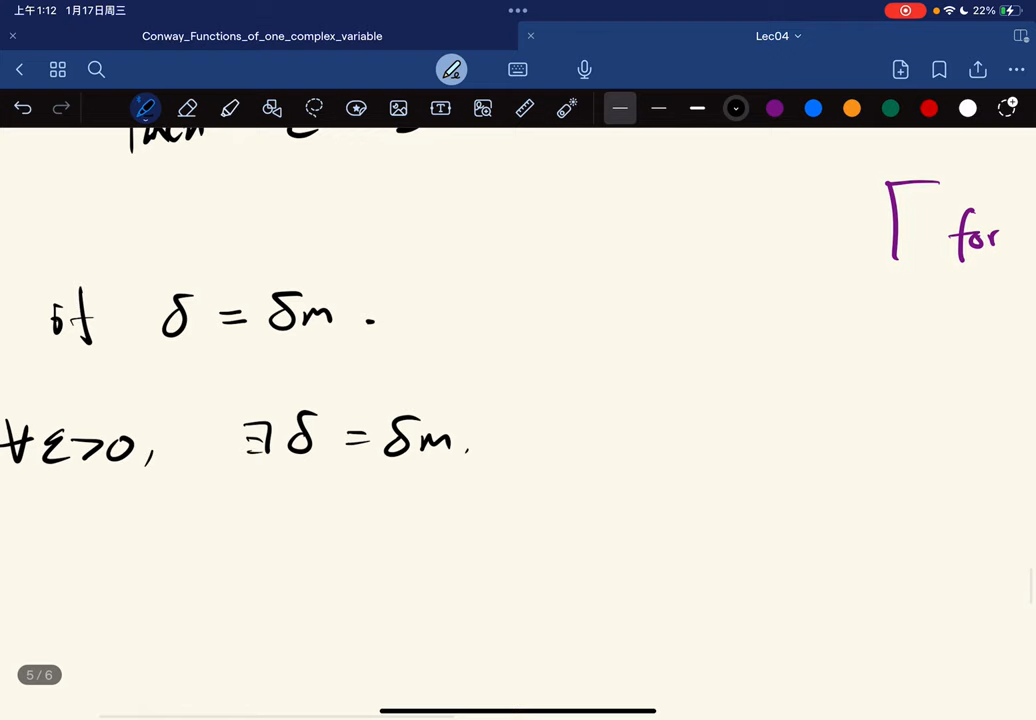 上午1:12 1月17日周三
22%
Conway_Functions_of_one_complex_variable
Lec04
for
if δ = δm .
∀ε>0, ∃ δ = δm.
5 / 6